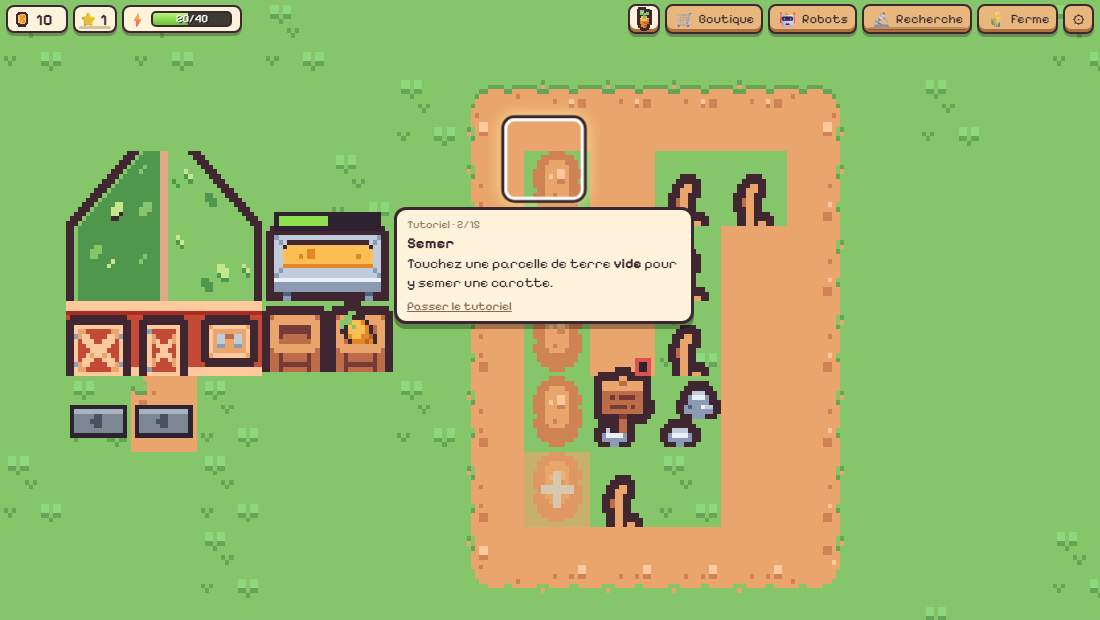 10
1
20/40
Boutique
Robots
Recherche
Ferme
Tutoriel · 2/15
Semer
Touchez une parcelle de terre vide pour
y semer une carotte.
Passer le tutoriel